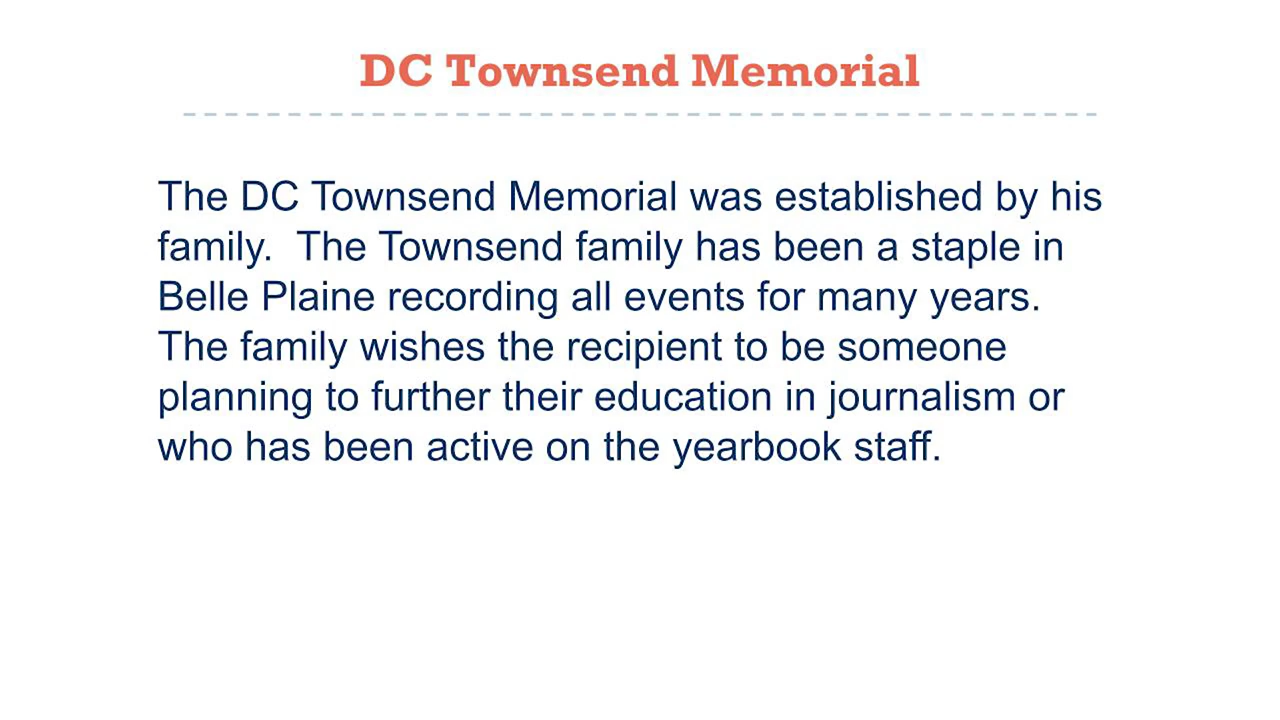 DC Townsend Memorial
The DC Townsend Memorial was established by his
family.  The Townsend family has been a staple in
Belle Plaine recording all events for many years.
The family wishes the recipient to be someone
planning to further their education in journalism or
who has been active on the yearbook staff.